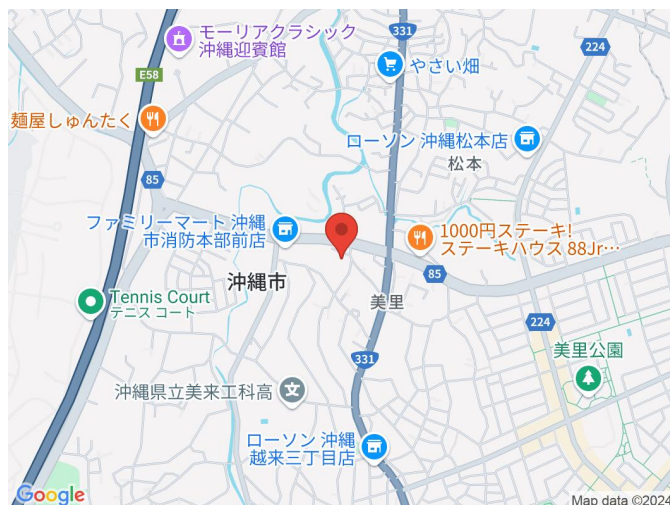 モーリアクラシック
沖縄迎賓館
331
やさい畑
224
E58
麺屋しゅんたく
ローソン 沖縄松本店
松本
85
ファミリーマート 沖縄
市消防本部前店
1000円ステーキ!
ステーキハウス 88Jr…
沖縄市
85
Tennis Court
テニス コート
美里
224
331
美里公園
沖縄県立美来工科高
ローソン 沖縄
越来三丁目店
Google
Map data ©2024